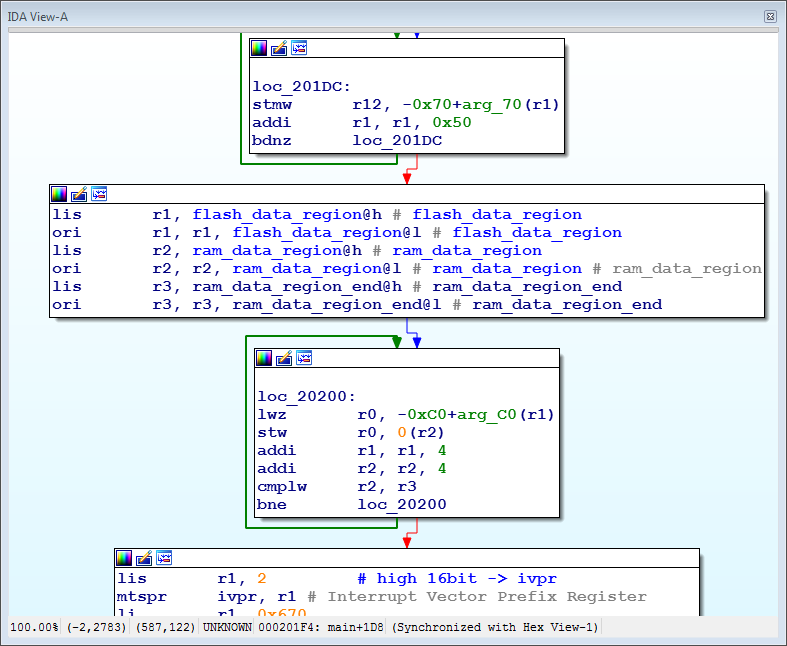 IDA View-A
loc_201DC:
stmw r12, -0x70+arg_70(r1)
addi r1, r1, 0x50
bdnz loc_201DC
lis r1, flash_data_region@h # flash_data_region
ori r1, r1, flash_data_region@l # flash_data_region
lis r2, ram_data_region@h # ram_data_region
ori r2, r2, ram_data_region@l # ram_data_region # ram_data_region
lis r3, ram_data_region_end@h # ram_data_region_end
ori r3, r3, ram_data_region_end@l # ram_data_region_end
loc_20200:
lwz r0, -0xC0+arg_C0(r1)
stw r0, 0(r2)
addi r1, r1, 4
addi r2, r2, 4
cmplw r2, r3
bne loc_20200
lis r1, 2 # high 16bit -> ivpr
mtspr ivpr, r1 # Interrupt Vector Prefix Register
li r1, 0x670
100.00% (-2,2783) (587,122) UNKNOWN 000201F4: main+1D8 (Synchronized with Hex View-1)